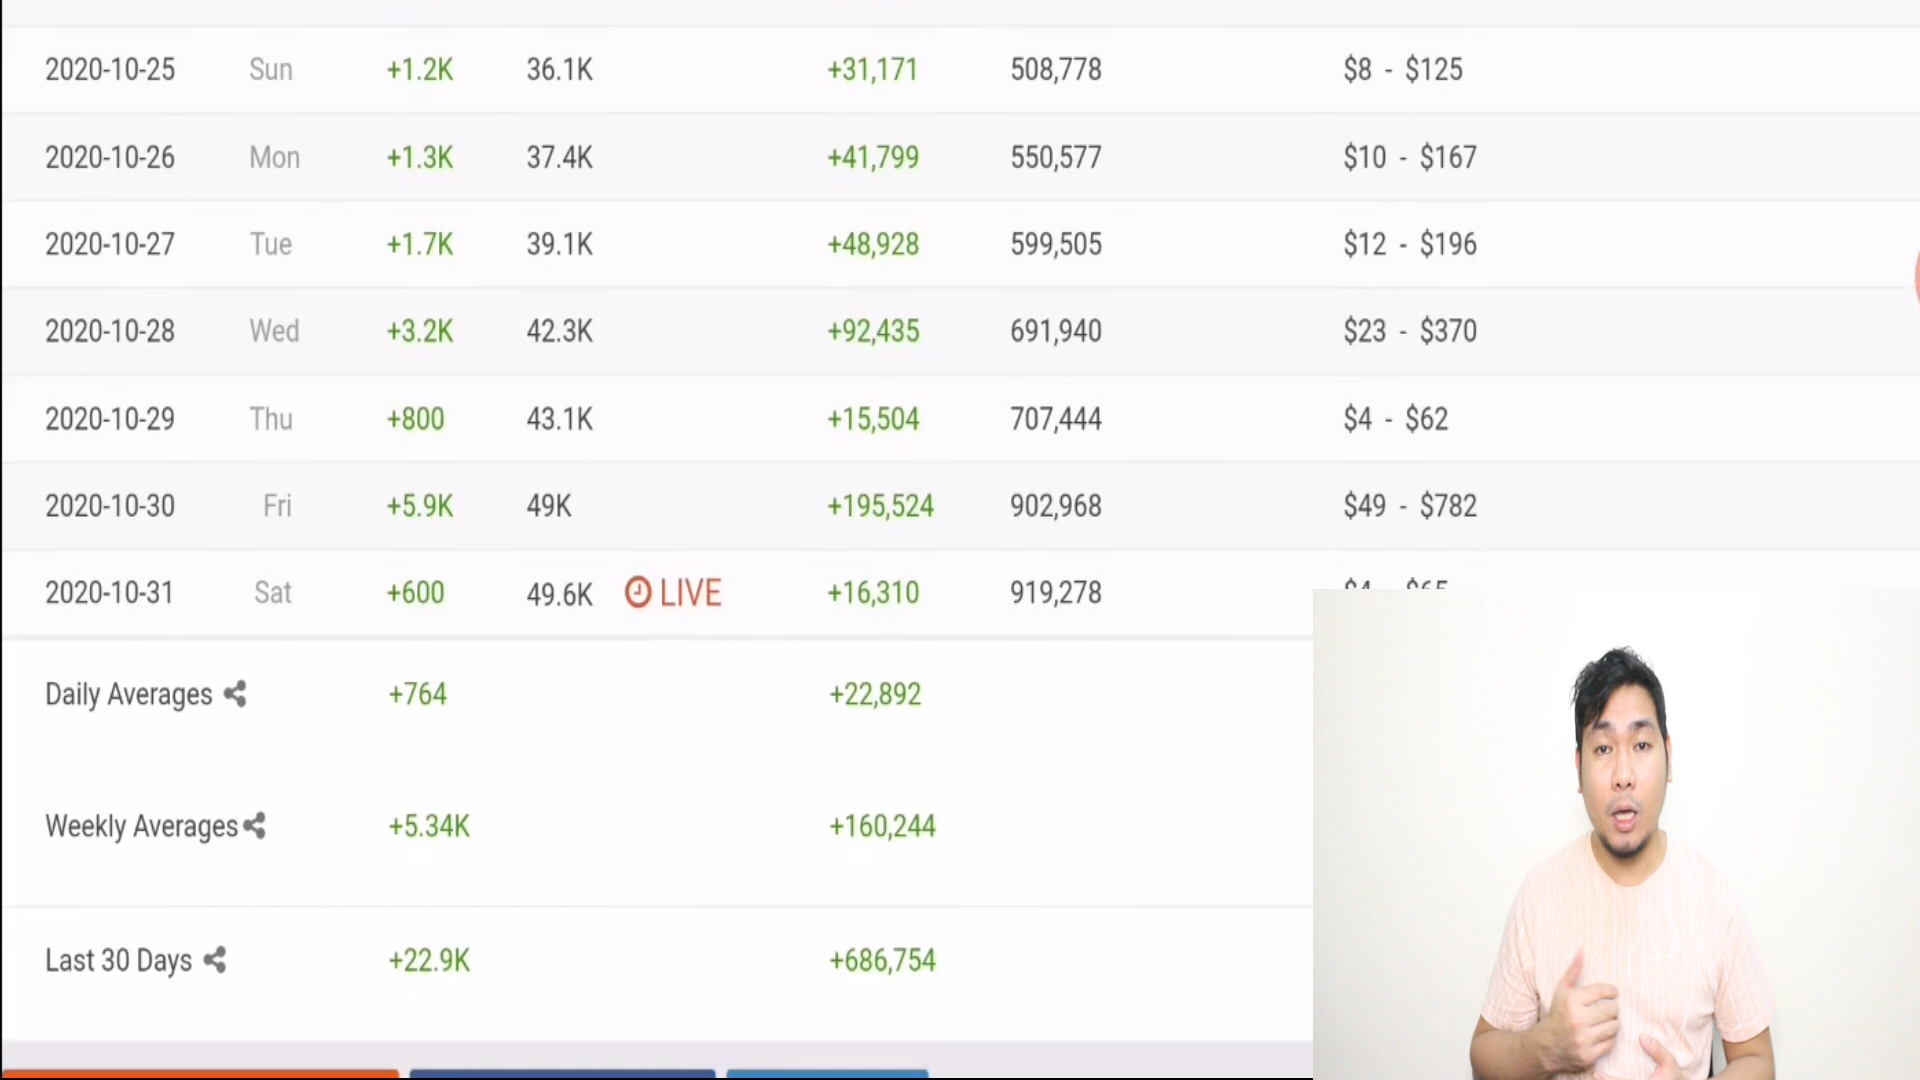 2020-10-25 Sun +1.2K 36.1K +31,171 508,778 $8 - $125
2020-10-26 Mon +1.3K 37.4K +41,799 550,577 $10 - $167
2020-10-27 Tue +1.7K 39.1K +48,928 599,505 $12 - $196
2020-10-28 Wed +3.2K 42.3K +92,435 691,940 $23 - $370
2020-10-29 Thu +800 43.1K +15,504 707,444 $4 - $62
2020-10-30 Fri +5.9K 49K +195,524 902,968 $49 - $782
2020-10-31 Sat +600 49.6K LIVE +16,310 919,278
Daily Averages +764 +22,892
Weekly Averages +5.34K +160,244
Last 30 Days +22.9K +686,754